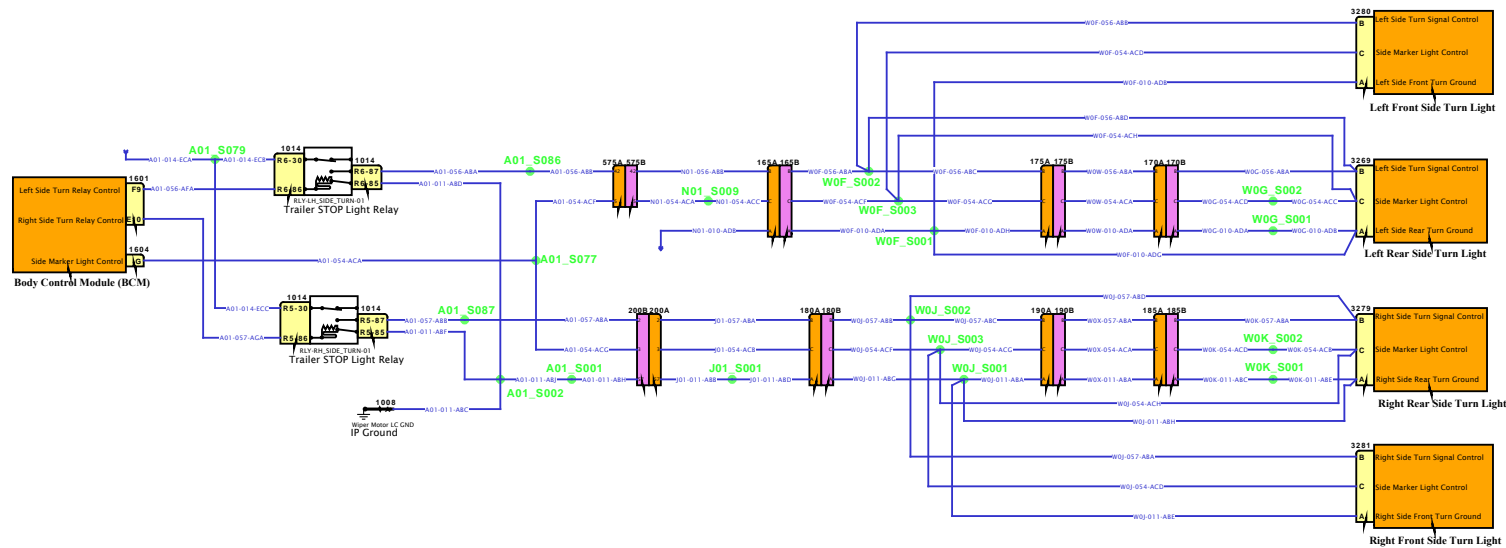 3280
B Left Side Turn Signal Control
W0F-056-ABB
C Side Marker Light Control
W0F-054-ACD
A Left Side Front Turn Ground
W0F-010-ADB
Left Front Side Turn Light
W0F-056-ABD
W0F-054-ACH
A01_S079
1014
A01-014-ECA
A01-014-ECB
R6-30
R6-87
R6-86
R6-85
1014
RLY-LH_SIDE_TURN-01
Trailer STOP Light Relay
A01-056-ABA
A01_S086
A01-056-ABB
575A 575B
N01-056-ABB
165A 165B
W0F-056-ABA
W0F_S002
W0F-056-ABC
175A 175B
W0W-056-ABA
170A 170B
W0G-056-ABA
3269
B Left Side Turn Signal Control
A01-011-ABD
1601
Left Side Turn Relay Control F9
A01-056-AFA
Right Side Turn Relay Control
1604
Side Marker Light Control G
Body Control Module (BCM)
A01-054-ACA
A01_S077
A01-054-ACF
N01-054-ACA
N01_S009
N01-054-ACC
W0F-054-ACF
W0F_S003
W0F-054-ACG
W0W-054-ACA
W0G-054-ACD
W0G_S002
W0G-054-ACC
C Side Marker Light Control
N01-010-ADB
W0F-010-ADA
W0F_S001
W0F-010-ADH
W0W-010-ADA
W0G-010-ADA
W0G_S001
W0G-010-ADB
A Left Side Rear Turn Ground
W0F-010-ADG
Left Rear Side Turn Light
1014
A01-014-ECC
R5-30
A01-057-AGA
R5-86
1014
R5-87
R5-85
RLY-RH_SIDE_TURN-01
Trailer STOP Light Relay
A01-057-ABB
A01_S087
A01-057-ABA
A01-011-ABF
200B 200A
J01-057-ABA
180A 180B
W0J-057-ABB
W0J-057-ABD
W0J_S002
W0J-057-ABC
190A 190B
W0X-057-ABA
185A 185B
W0K-057-ABA
3279
B Right Side Turn Signal Control
A01-054-ACG
J01-054-ACB
W0J-054-ACF
W0J_S003
W0J-054-ACG
W0X-054-ACA
W0K-054-ACD
W0K_S002
W0K-054-ACB
C Side Marker Light Control
A01_S002
A01-011-ABJ
A01_S001
A01-011-ABH
J01-011-ABB
J01_S001
J01-011-ABD
W0J-011-ABG
W0J_S001
W0J-011-ABA
W0X-011-ABA
W0K-011-ABC
W0K_S001
W0K-011-ABE
A Right Side Rear Turn Ground
W0J-054-ACH
W0J-011-ABH
Right Rear Side Turn Light
1008
A01-011-ABC
Wiper Motor LC GND
IP Ground
3281
B Right Side Turn Signal Control
W0J-057-ABA
C Side Marker Light Control
W0J-054-ACD
A Right Side Front Turn Ground
W0J-011-ABE
Right Front Side Turn Light